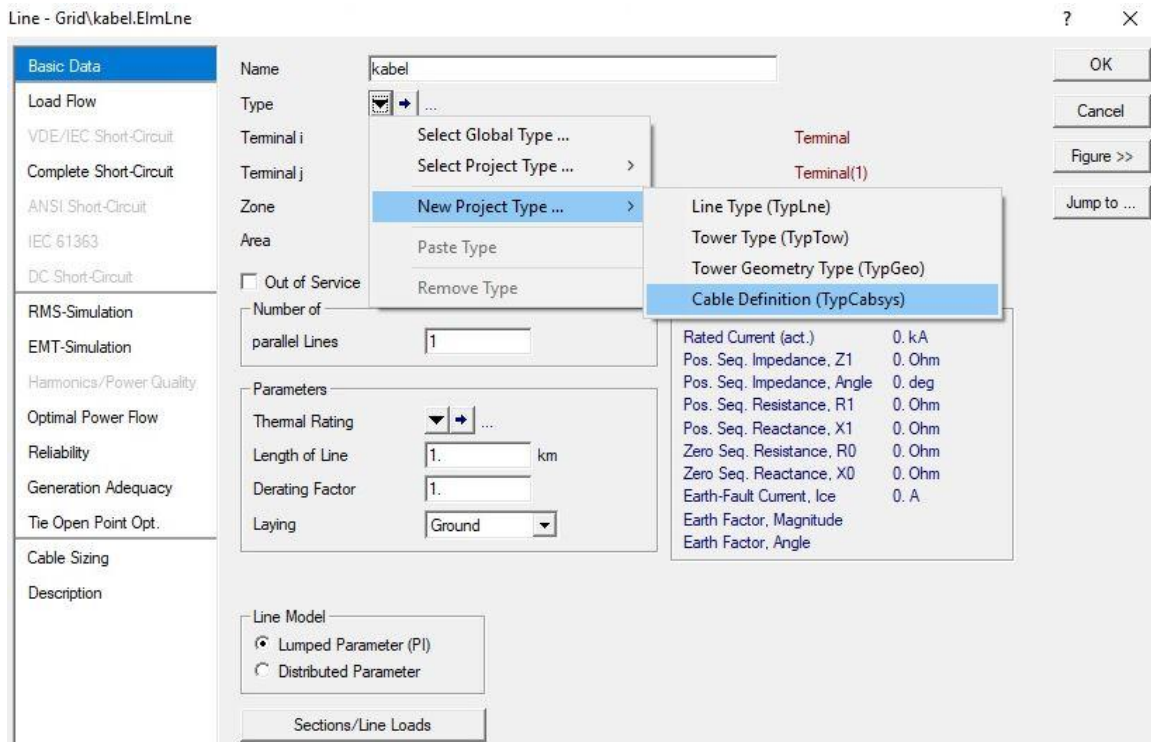 Line - Grid\kabel.ElmLne
? X
Basic Data
Load Flow
VDE/IEC Short-Circuit
Complete Short-Circuit
ANSI Short-Circuit
IEC 61363
DC Short-Circuit
RMS-Simulation
EMT-Simulation
Harmonics/Power Quality
Optimal Power Flow
Reliability
Generation Adequacy
Tie Open Point Opt.
Cable Sizing
Description
Name kabel
Type ...
Terminal i Terminal
Terminal j Terminal(1)
Zone
Area
Select Global Type ...
Select Project Type ...
New Project Type ...
Paste Type
Remove Type
Line Type (TypLne)
Tower Type (TypTow)
Tower Geometry Type (TypGeo)
Cable Definition (TypCabsys)
Out of Service
Number of
parallel Lines 1
Parameters
Thermal Rating ...
Length of Line 1. km
Derating Factor 1.
Laying Ground
Rated Current (act.) 0. kA
Pos. Seq. Impedance, Z1 0. Ohm
Pos. Seq. Impedance, Angle 0. deg
Pos. Seq. Resistance, R1 0. Ohm
Pos. Seq. Reactance, X1 0. Ohm
Zero Seq. Resistance, R0 0. Ohm
Zero Seq. Reactance, X0 0. Ohm
Earth-Fault Current, Ice 0. A
Earth Factor, Magnitude
Earth Factor, Angle
Line Model
Lumped Parameter (PI)
Distributed Parameter
Sections/Line Loads
OK
Cancel
Figure >>
Jump to ...